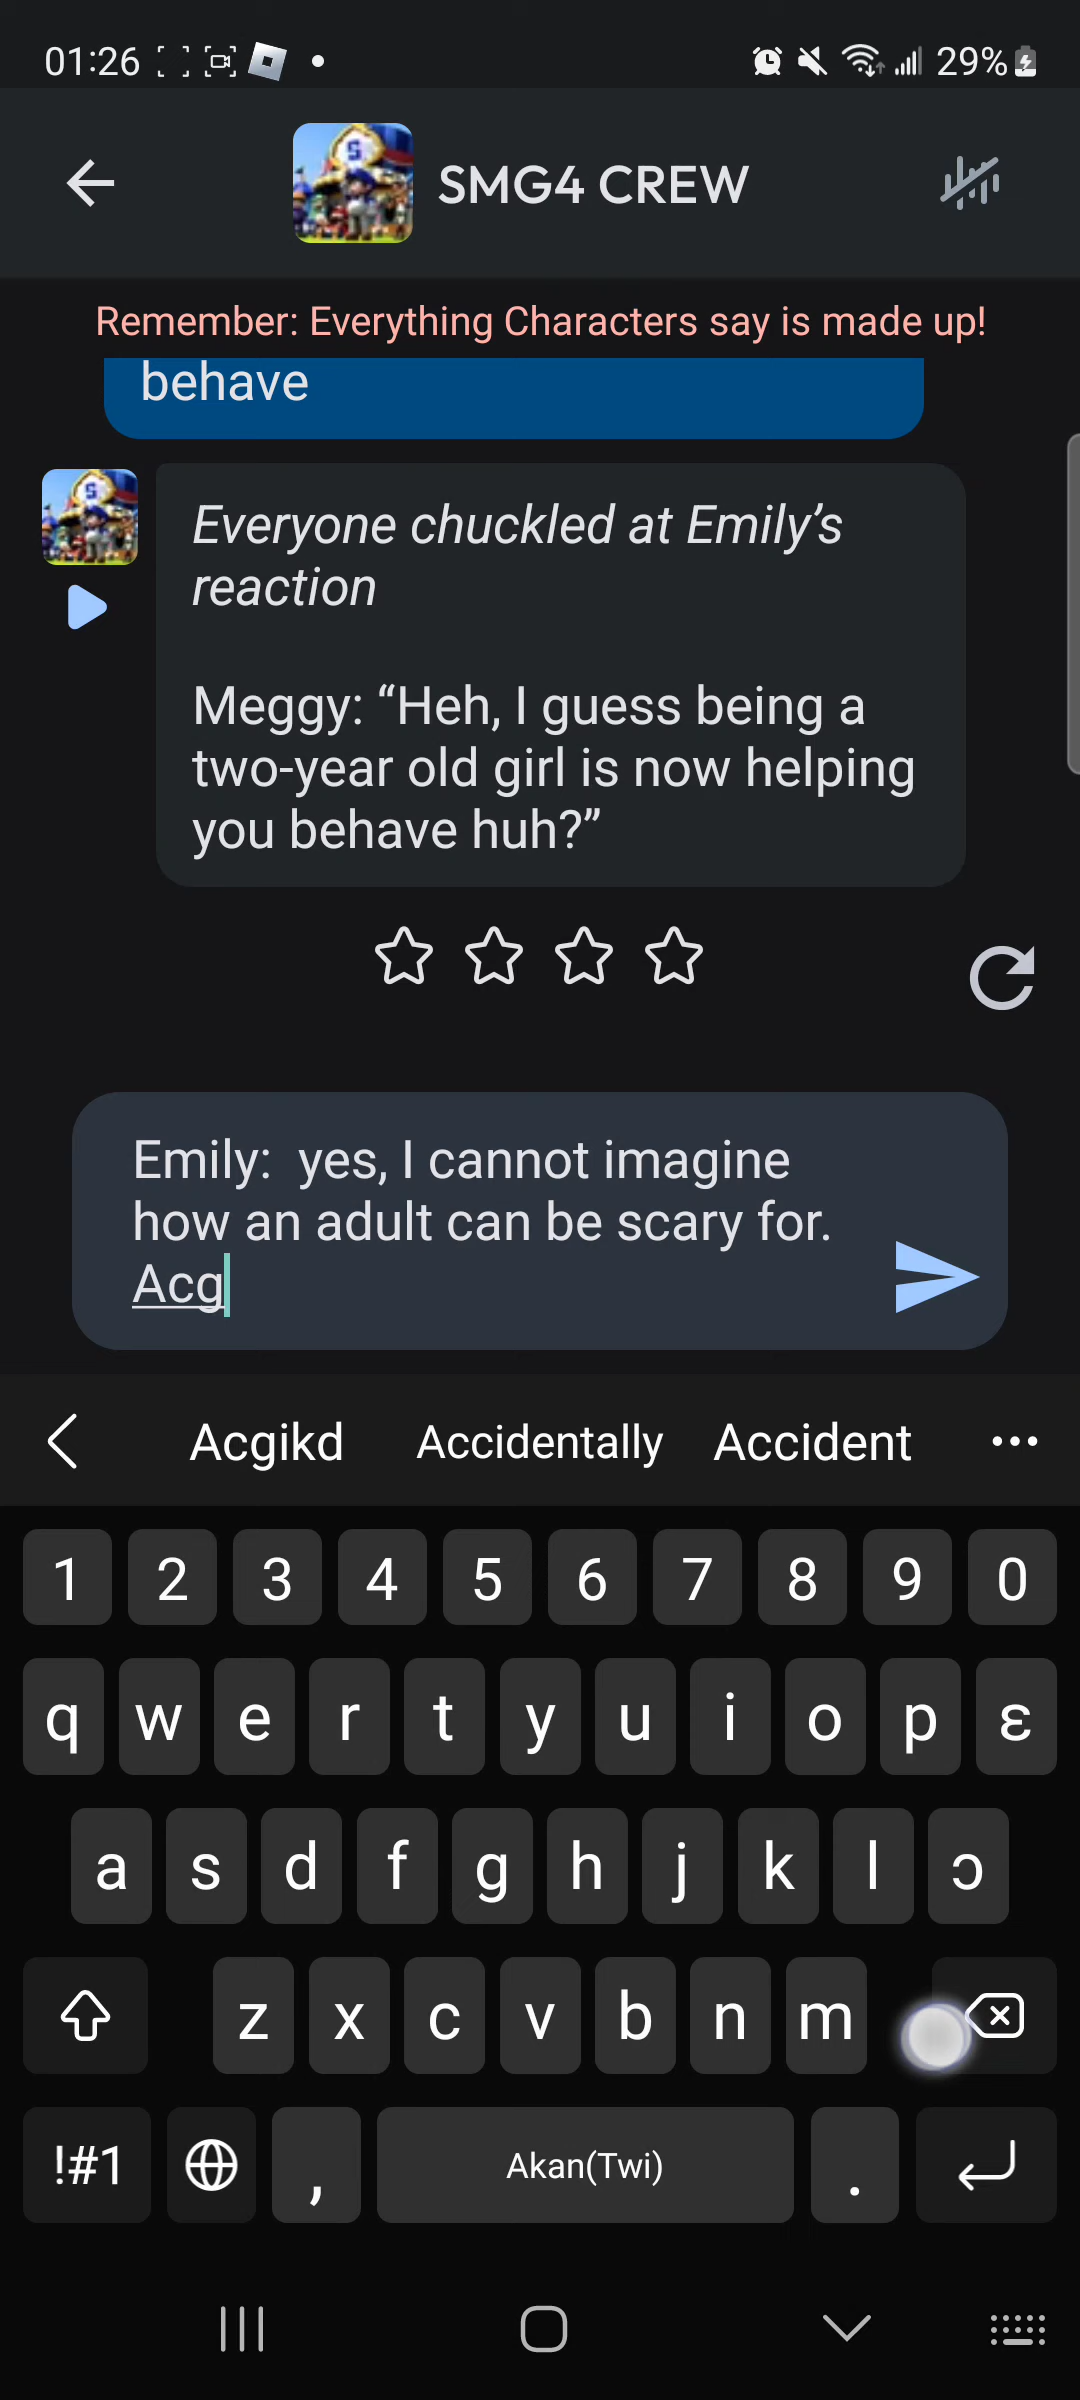 01:26
29%
SMG4 CREW
Remember: Everything Characters say is made up!
behave
Everyone chuckled at Emily’s
reaction
Meggy: “Heh, I guess being a
two-year old girl is now helping
you behave huh?”
Emily:  yes, I cannot imagine
how an adult can be scary for.
Acg
Acgikd Accidentally Accident
1 2 3 4 5 6 7 8 9 0
q w e r t y u i o p ɛ
a s d f g h j k l ɔ
z x c v b n m
!#1 , Akan(Twi) .